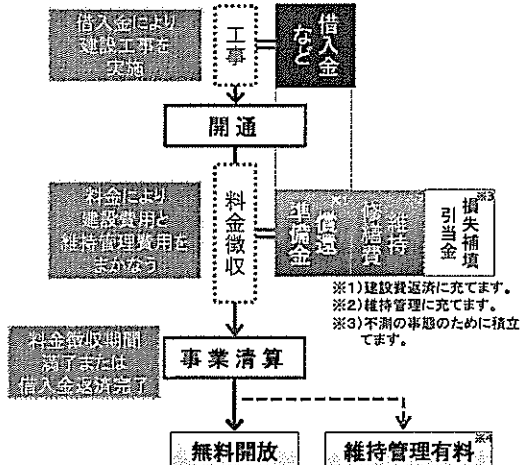 借入金により
建設工事を
実施
工事
借入金
など
開通
料金により
建設費用と
維持管理費用を
まかなう
料金徴収
償還
準備金
※1
維持
修繕費
※2
損失補填
引当金
※3
※1)建設費返済に充てます。
※2)維持管理に充てます。
※3)不測の事態のために積立
てます。
料金徴収期間
満了または
借入金返済完了
事業清算
無料開放
維持管理有料※4